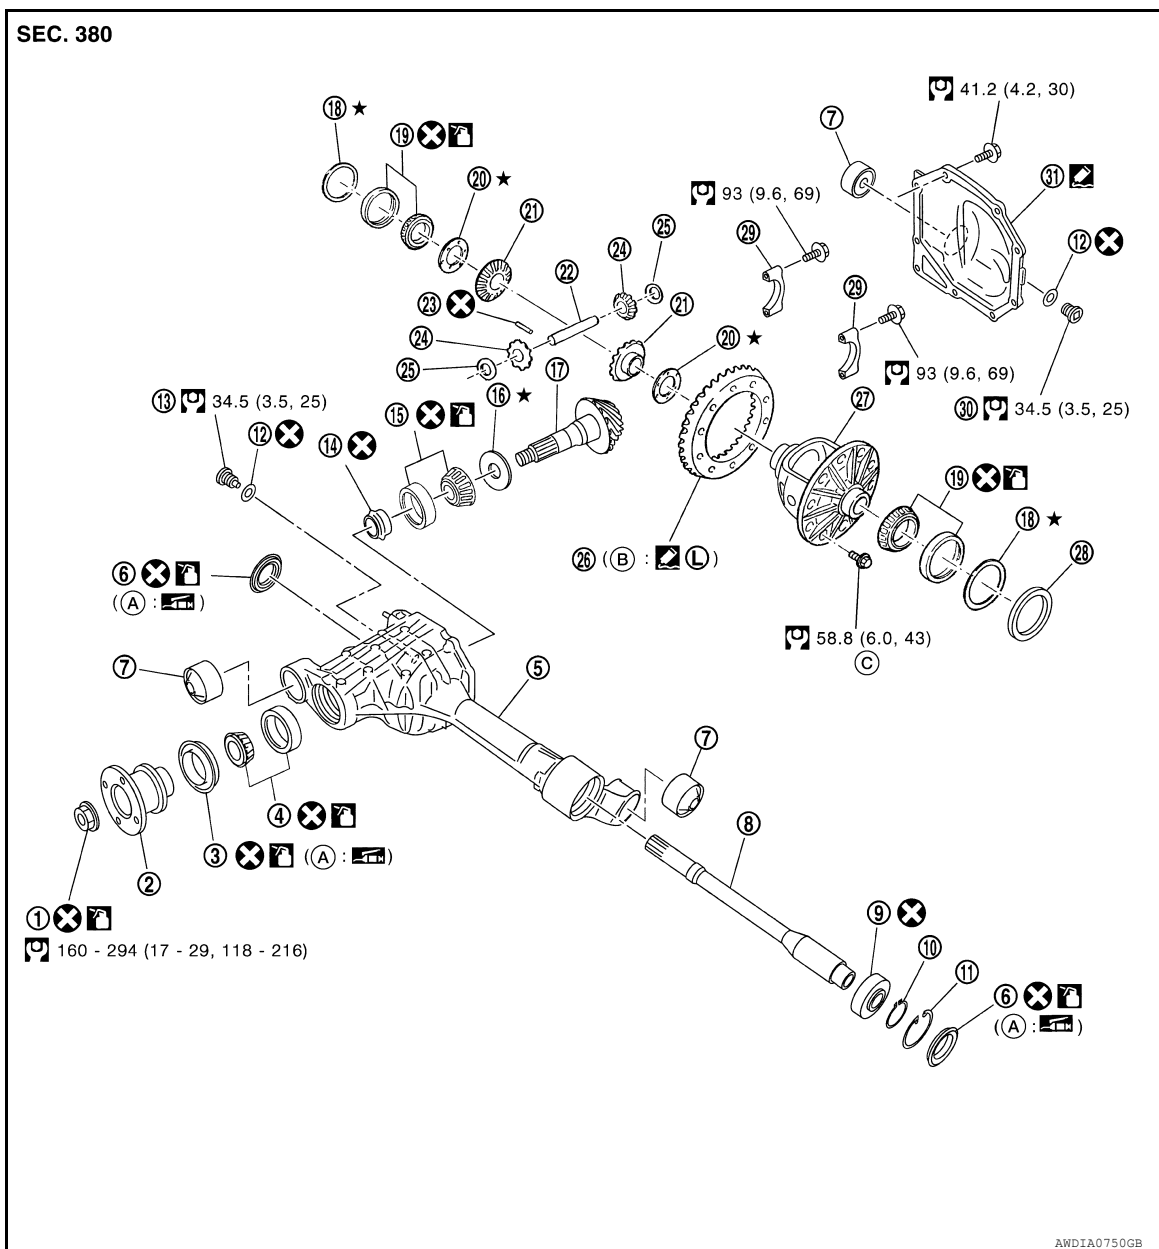 SEC. 380
41.2 (4.2, 30)
7
18 ★
19
31
20 ★
93 (9.6, 69)
21
25
29
24
12
22
23
29
21
24
20 ★
25
17
93 (9.6, 69)
16 ★
13 34.5 (3.5, 25)
15
27
30 34.5 (3.5, 25)
12
14
19
18 ★
26 (B : L)
28
6
(A : )
58.8 (6.0, 43)
C
7
5
7
4
8
3 (A : )
2
1
9
160 - 294 (17 - 29, 118 - 216)
10
11
6
(A : )
AWDIA0750GB